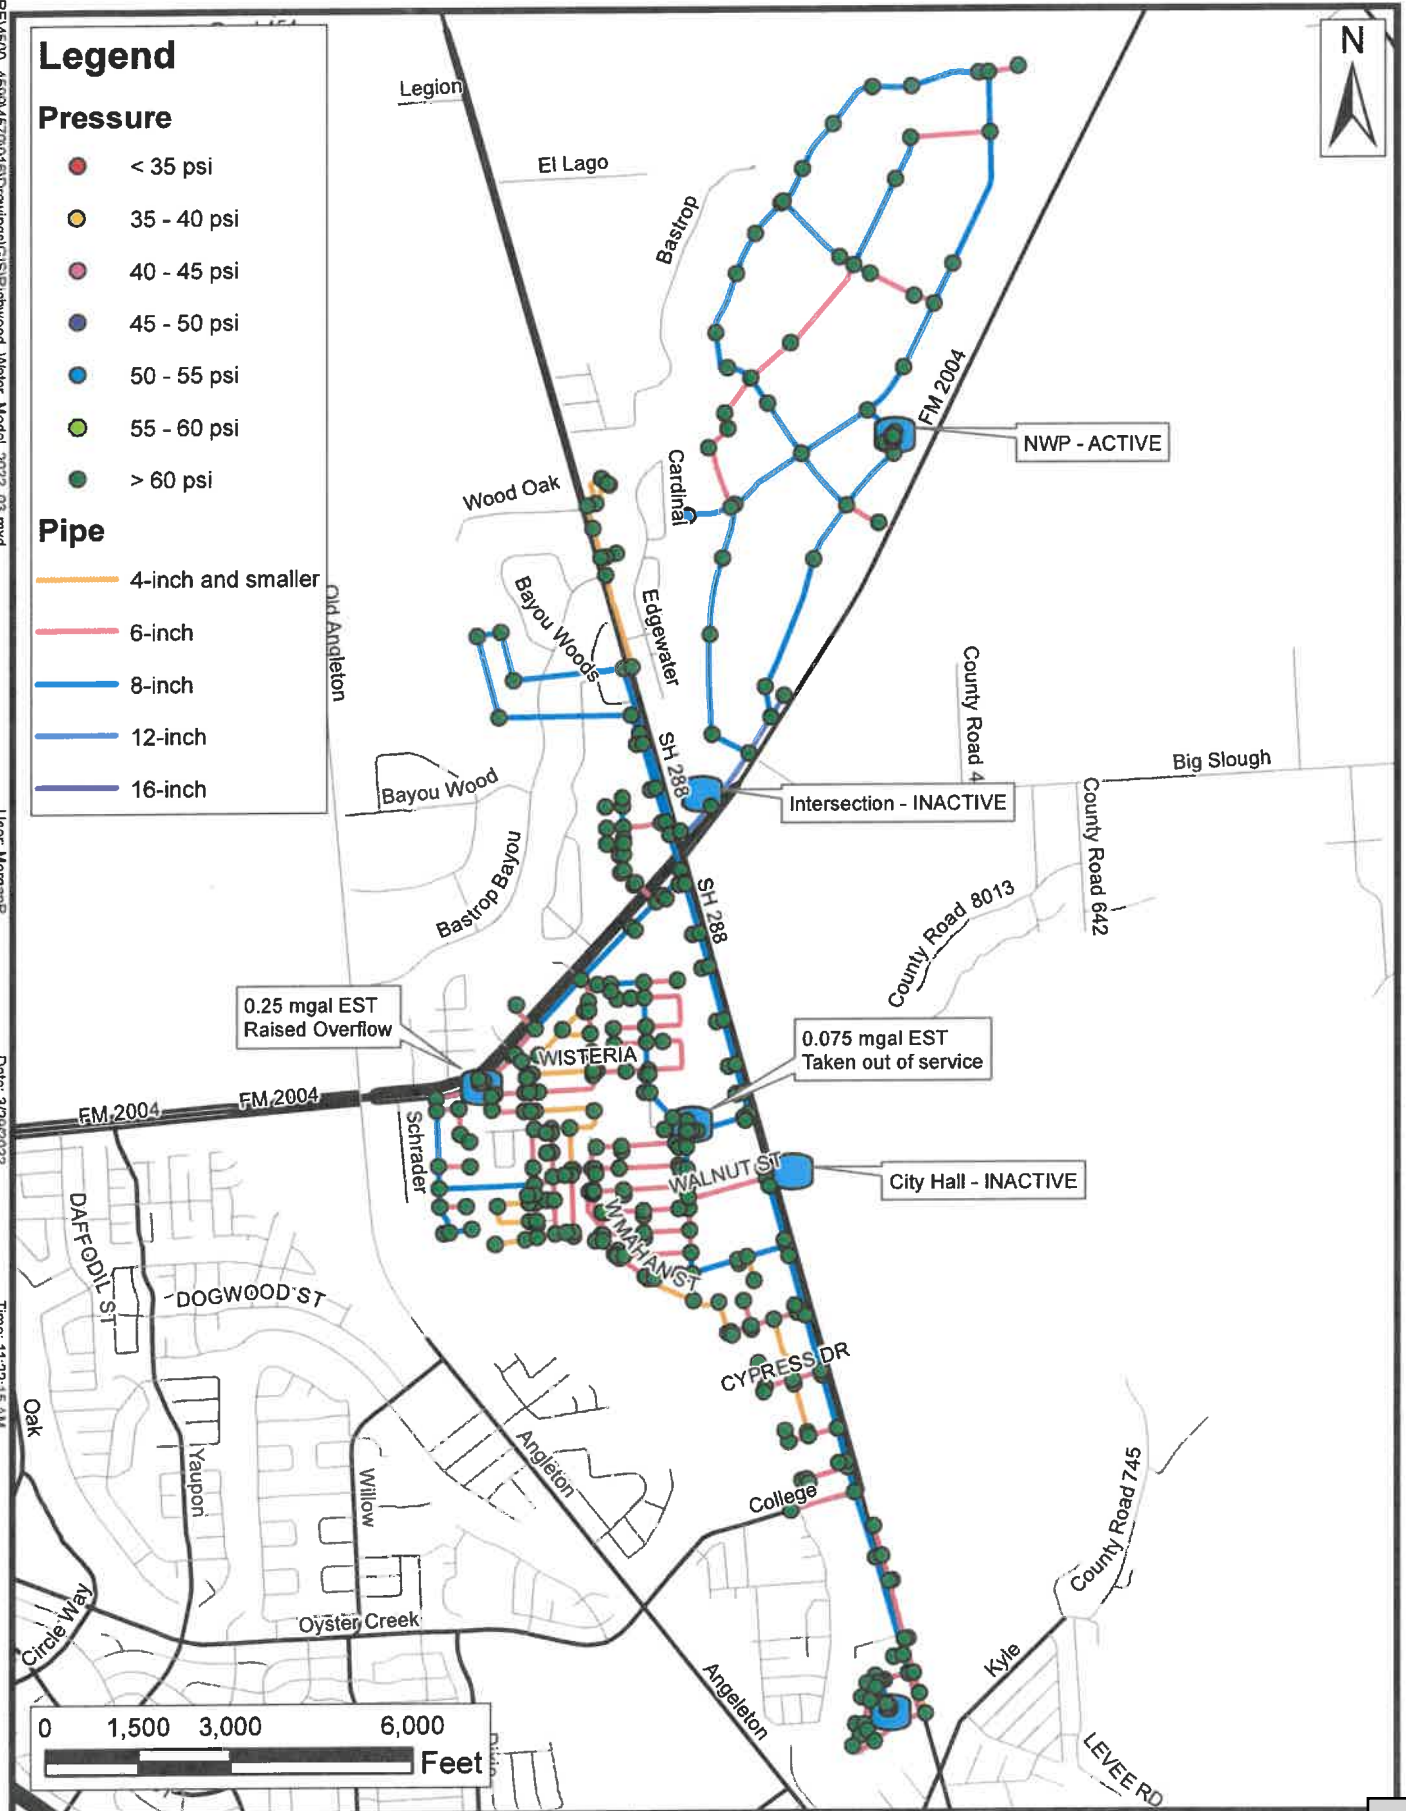 Legend
Pressure
< 35 psi
35 - 40 psi
40 - 45 psi
45 - 50 psi
50 - 55 psi
55 - 60 psi
> 60 psi
Pipe
4-inch and smaller
6-inch
8-inch
12-inch
16-inch
N
Legion
El Lago
Bastrop
FM 2004
NWP - ACTIVE
Wood Oak
Cardinal
Bayou Woods
Edgewater
Old Angleton
SH 288
County Road 4
Big Slough
Intersection - INACTIVE
Bayou Wood
County Road 642
Bastrop Bayou
SH 288
County Road 8013
0.25 mgal EST
Raised Overflow
0.075 mgal EST
Taken out of service
WISTERIA
FM 2004
FM 2004
Schrader
WALNUT ST
City Hall - INACTIVE
W MAHAN ST
DAFFODIL ST
DOGWOOD ST
CYPRESS DR
Oak
Yaupon
Willow
Angleton
College
County Road 745
Circle Way
Oyster Creek
Kyle
Angeleton
LEVEE RD
0 1,500 3,000 6,000
Feet